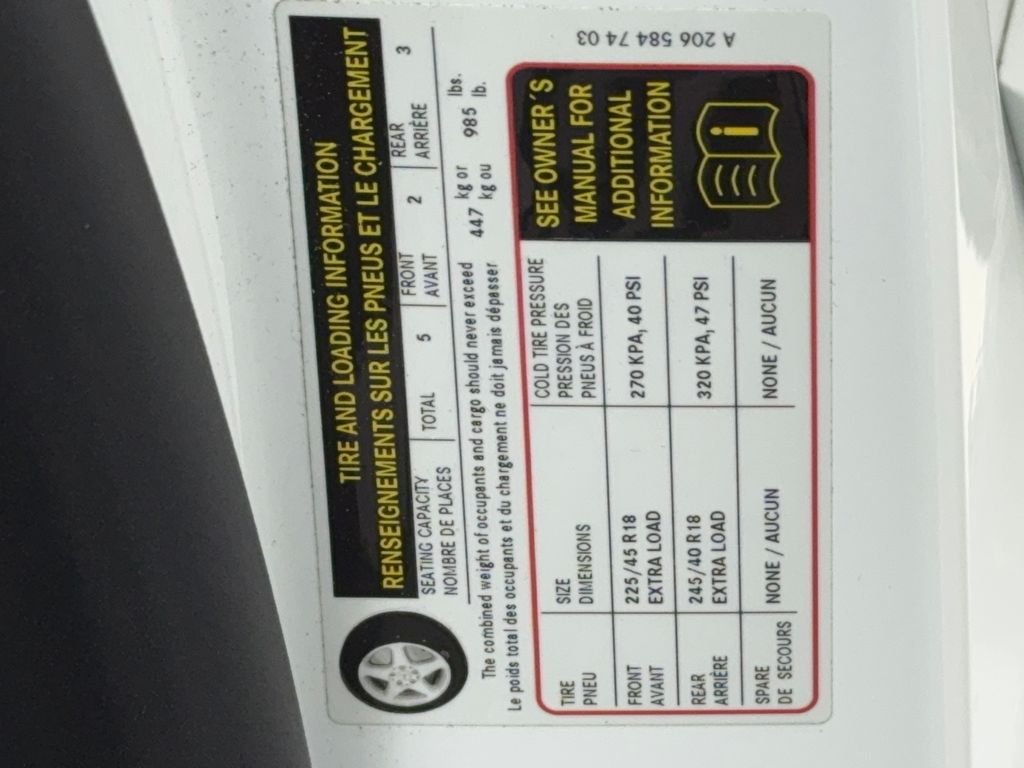 TIRE AND LOADING INFORMATION
RENSEIGNEMENTS SUR LES PNEUS ET LE CHARGEMENT
SEATING CAPACITY TOTAL 5 FRONT 2 REAR 3
NOMBRE DE PLACES AVANT ARRIÈRE
The combined weight of occupants and cargo should never exceed 447 kg or 985 lbs.
Le poids total des occupants et du chargement ne doit jamais dépasser kg ou lb.
TIRE SIZE COLD TIRE PRESSURE
PNEU DIMENSIONS PRESSION DES
PNEUS À FROID
FRONT 225/45 R18 270 KPA, 40 PSI
AVANT EXTRA LOAD
REAR 245/40 R18 320 KPA, 47 PSI
ARRIÈRE EXTRA LOAD
SPARE NONE / AUCUN NONE / AUCUN
DE SECOURS
SEE OWNER'S
MANUAL FOR
ADDITIONAL
INFORMATION
i
A 206 584 74 03